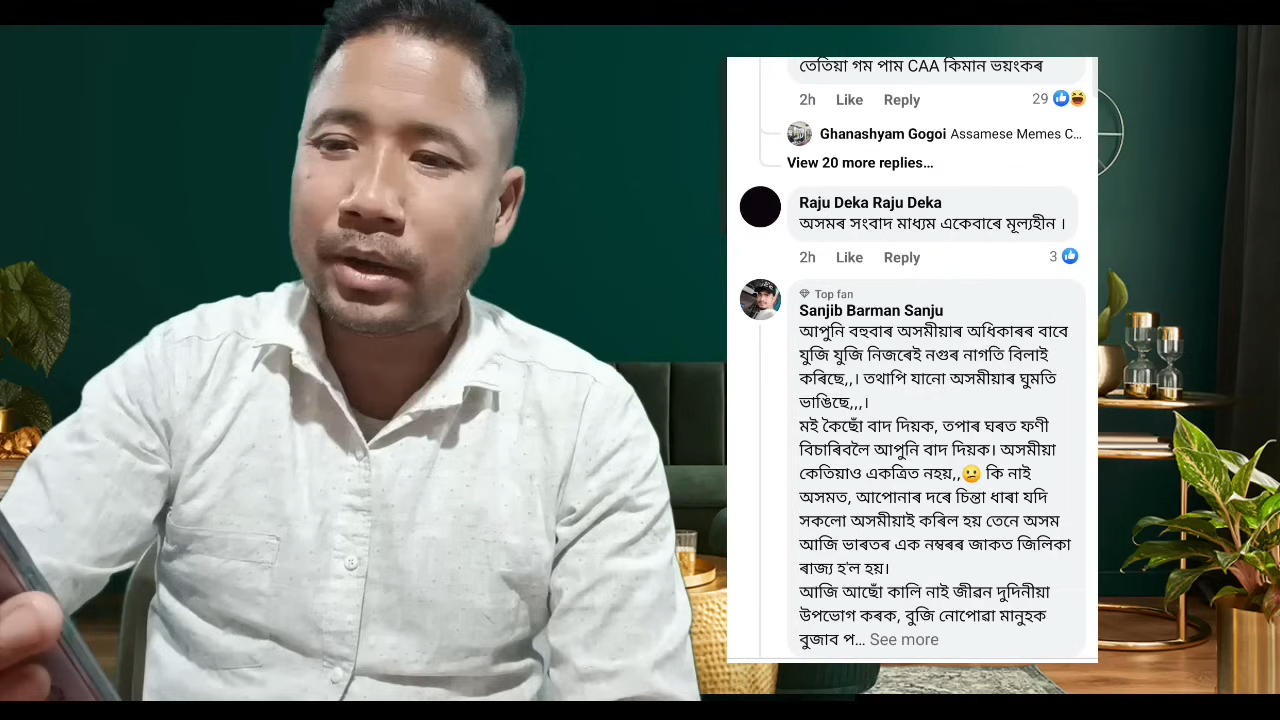 তেতিয়া গম পাম CAA কিমান ভয়ংকৰ
2h Like Reply 29
Ghanashyam Gogoi Assamese Memes C...
View 20 more replies...
Raju Deka Raju Deka
অসমৰ সংবাদ মাধ্যম একেবাৰে মূল্যহীন ।
2h Like Reply 3
Top fan
Sanjib Barman Sanju
আপুনি বহুবাৰ অসমীয়াৰ অধিকাৰৰ বাবে
যুজি যুজি নিজৰেই নগুৰ নাগতি বিলাই
কৰিছে,,। তথাপি যানো অসমীয়াৰ ঘুমতি
ভাঙিছে,,,।
মই কৈছোঁ বাদ দিয়ক, তপাৰ ঘৰত ফণী
বিচাৰিবলৈ আপুনি বাদ দিয়ক। অসমীয়া
কেতিয়াও একত্ৰিত নহয়,,😕 কি নাই
অসমত, আপোনাৰ দৰে চিন্তা ধাৰা যদি
সকলো অসমীয়াই কৰিল হয় তেনে অসম
আজি ভাৰতৰ এক নম্বৰৰ জাকত জিলিকা
ৰাজ্য হ'ল হয়।
আজি আছোঁ কালি নাই জীৱন দুদিনীয়া
উপভোগ কৰক, বুজি নোপোৱা মানুহক
বুজাব প... See more